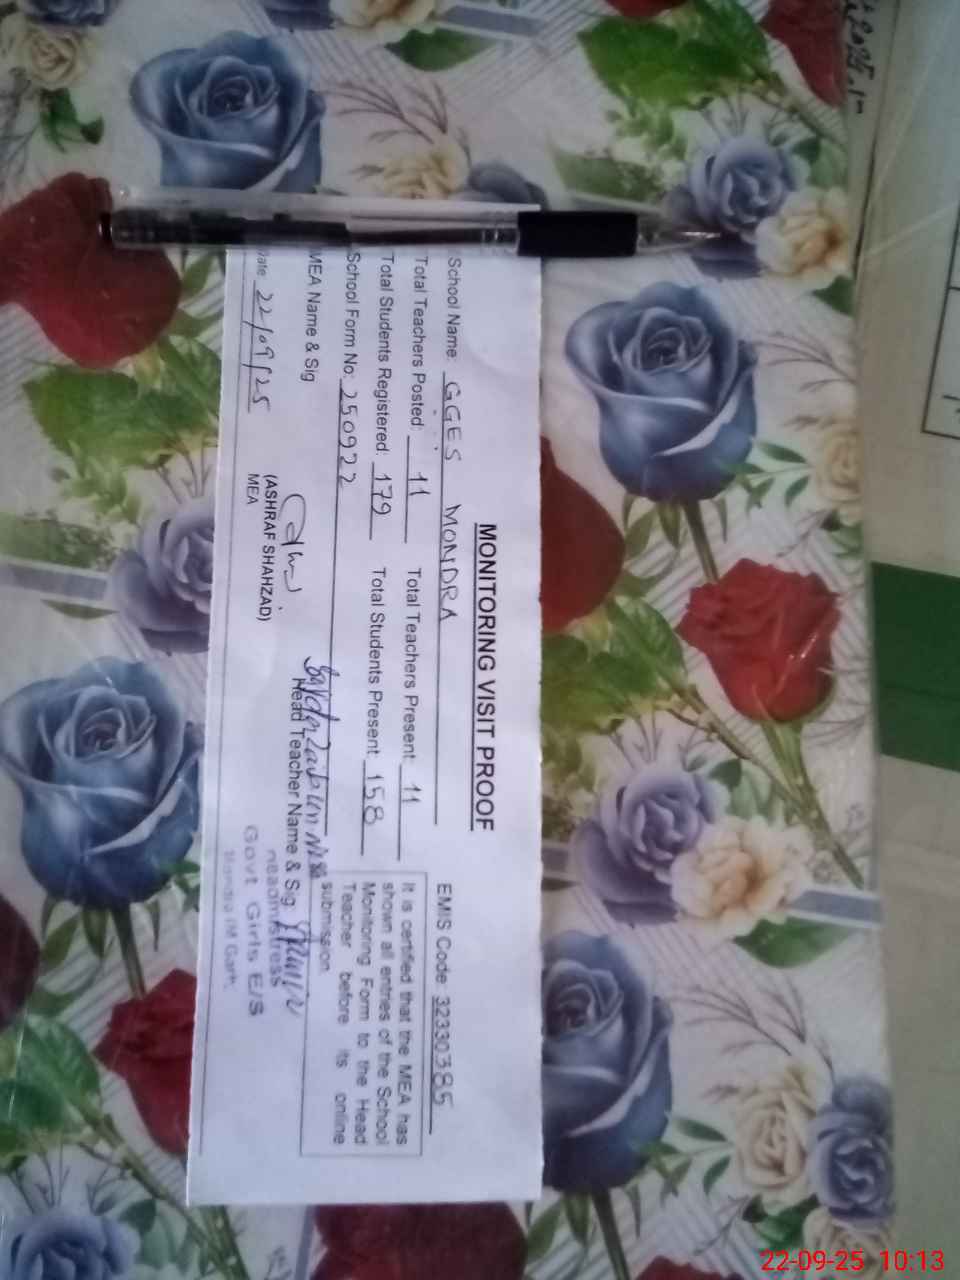 MONITORING VISIT PROOF
School Name: GGES MONDRA EMIS Code: 32330385
Total Teachers Posted: 11 Total Teachers Present 11
Total Students Registered: 179 Total Students Present 158
School Form No: 250922
It is certified that the MEA has
shown all entries of the School
Monitoring Form to the Head
Teacher before its online
submission.
MEA Name & Sig
(ASHRAF SHAHZAD)
MEA
Head Teacher Name & Sig:
Date 22/09/25
Headmistress
Govt Girls E/S
22-09-25 10:13